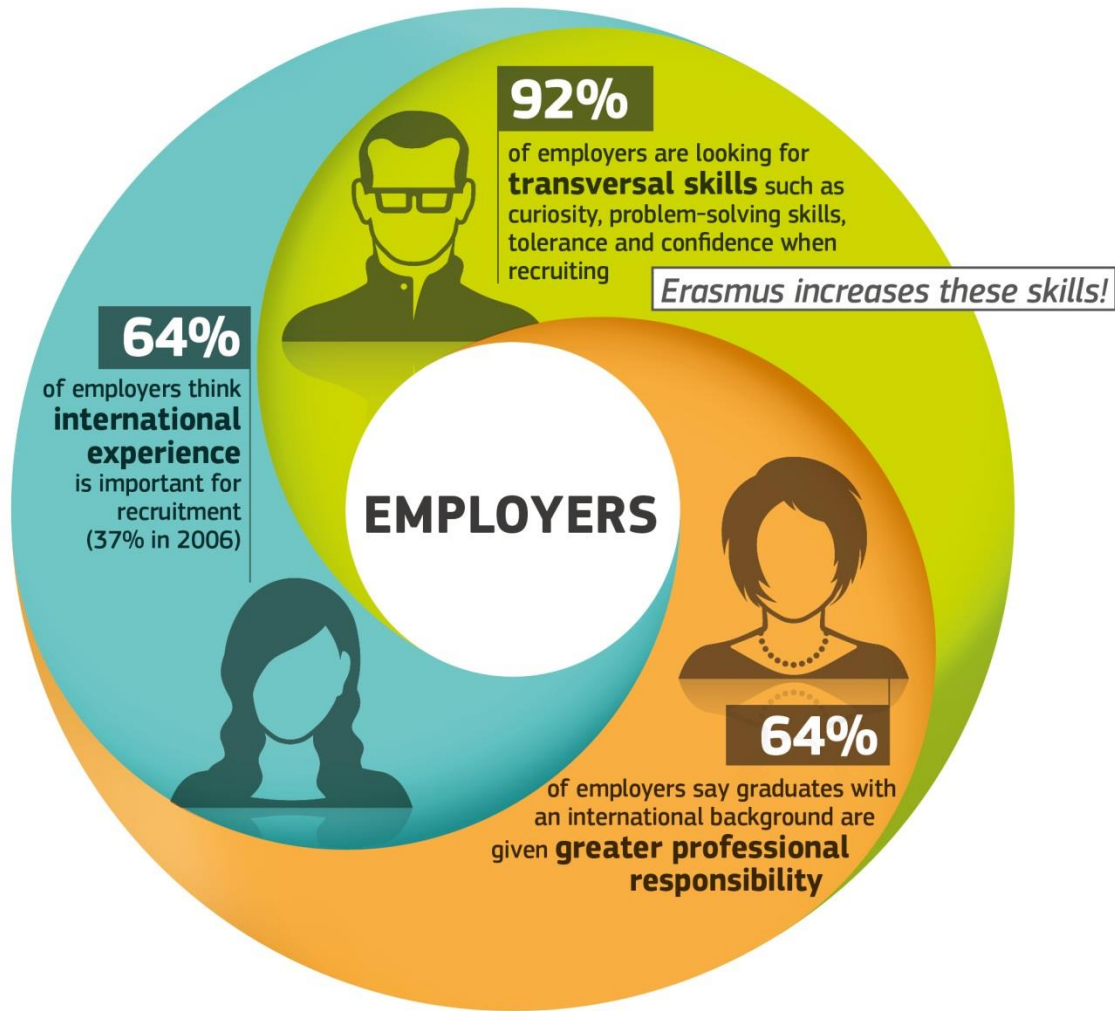 92%
of employers are looking for
transversal skills such as
curiosity, problem-solving skills,
tolerance and confidence when
recruiting
Erasmus increases these skills!
64%
of employers think
international
experience
is important for
recruitment
(37% in 2006)
EMPLOYERS
64%
of employers say graduates with
an international background are
given greater professional
responsibility